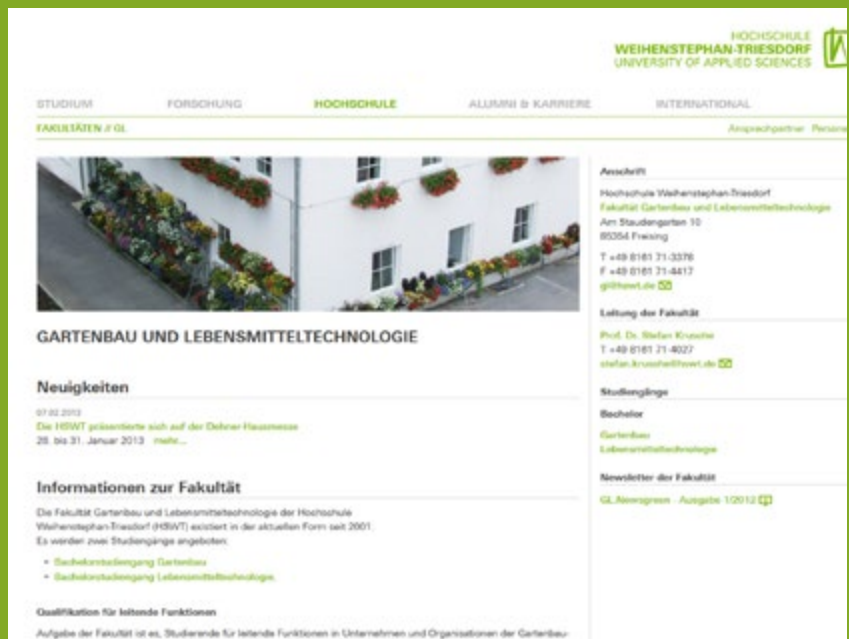 HOCHSCHULE
WEIHENSTEPHAN-TRIESDORF
UNIVERSITY OF APPLIED SCIENCES
STUDIUM FORSCHUNG HOCHSCHULE ALUMNI & KARRIERE INTERNATIONAL
FAKULTÄTEN // GL Ansprechpartner
GARTENBAU UND LEBENSMITTELTECHNOLOGIE
Neuigkeiten
07.02.2013
Die HSWT präsentierte sich auf der Dehner-Hausmesse
28. bis 31. Januar 2013 mehr...
Informationen zur Fakultät
Die Fakultät Gartenbau und Lebensmitteltechnologie der Hochschule
Weihenstephan-Triesdorf (HSWT) existiert in der aktuellen Form seit 2001.
Es werden zwei Studiengänge angeboten:
Bachelorstudiengang Gartenbau
Bachelorstudiengang Lebensmitteltechnologie.
Qualifikation für leitende Funktionen
Aufgabe der Fakultät ist es, Studierende für leitende Funktionen in Unternehmen und Organisationen der Gartenbau-
Anschrift
Hochschule Weihenstephan-Triesdorf
Fakultät Gartenbau und Lebensmitteltechnologie
Am Staudengarten 10
85354 Freising
T +49 8161 71-3376
F +49 8161 71-4417
gl@hswt.de
Leitung der Fakultät
Prof. Dr. Stefan Krusche
T +49 8161 71-4027
stefan.krusche@hswt.de
Studiengänge
Bachelor
Gartenbau
Lebensmitteltechnologie
Newsletter der Fakultät
GL.Newsgreen - Ausgabe 1/2012